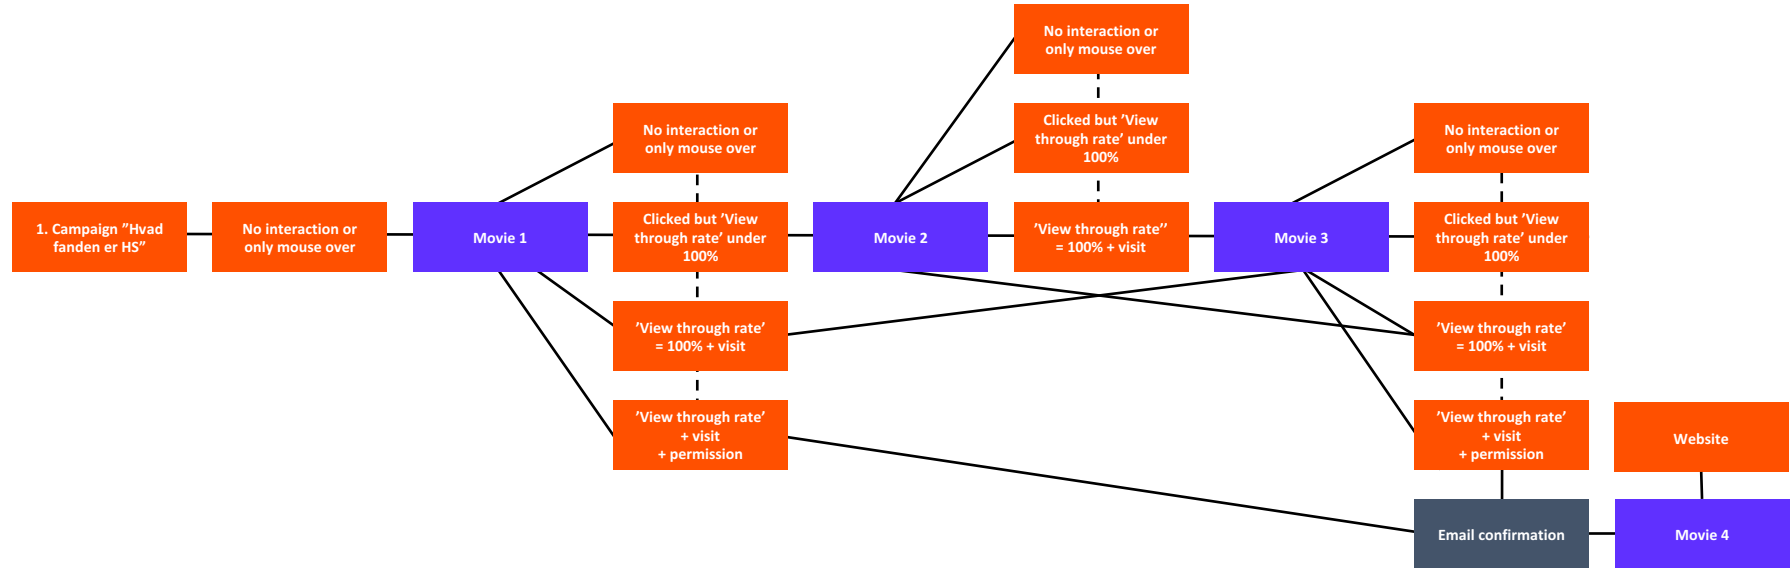 1. Campaign ”Hvad
fanden er HS”
No interaction or
only mouse over
Movie 1
No interaction or
only mouse over
Clicked but ’View
through rate’ under
100%
’View through rate’
= 100% + visit
’View through rate’
+ visit
+ permission
Movie 2
No interaction or
only mouse over
Clicked but ’View
through rate’ under
100%
’View through rate’’
= 100% + visit
Movie 3
No interaction or
only mouse over
Clicked but ’View
through rate’ under
100%
’View through rate’
= 100% + visit
’View through rate’
+ visit
+ permission
Email confirmation
Website
Movie 4